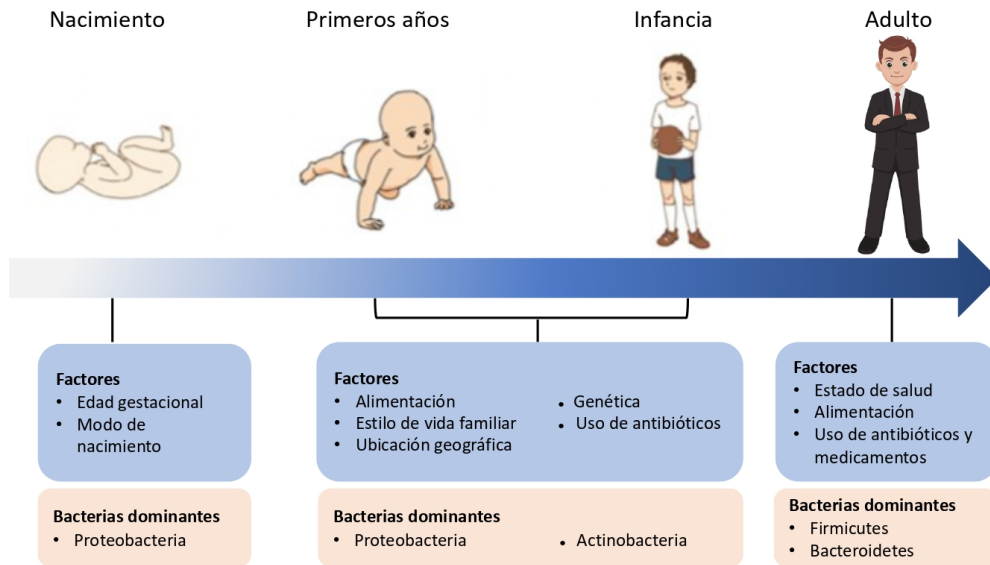 Nacimiento
Primeros años
Infancia
Adulto
Factores
• Edad gestacional
• Modo de
nacimiento
Bacterias dominantes
• Proteobacteria
Factores
• Alimentación
• Estilo de vida familiar
• Ubicación geográfica
• Genética
• Uso de antibióticos
Bacterias dominantes
• Proteobacteria
• Actinobacteria
Factores
• Estado de salud
• Alimentación
• Uso de antibióticos y
medicamentos
Bacterias dominantes
• Firmicutes
• Bacteroidetes